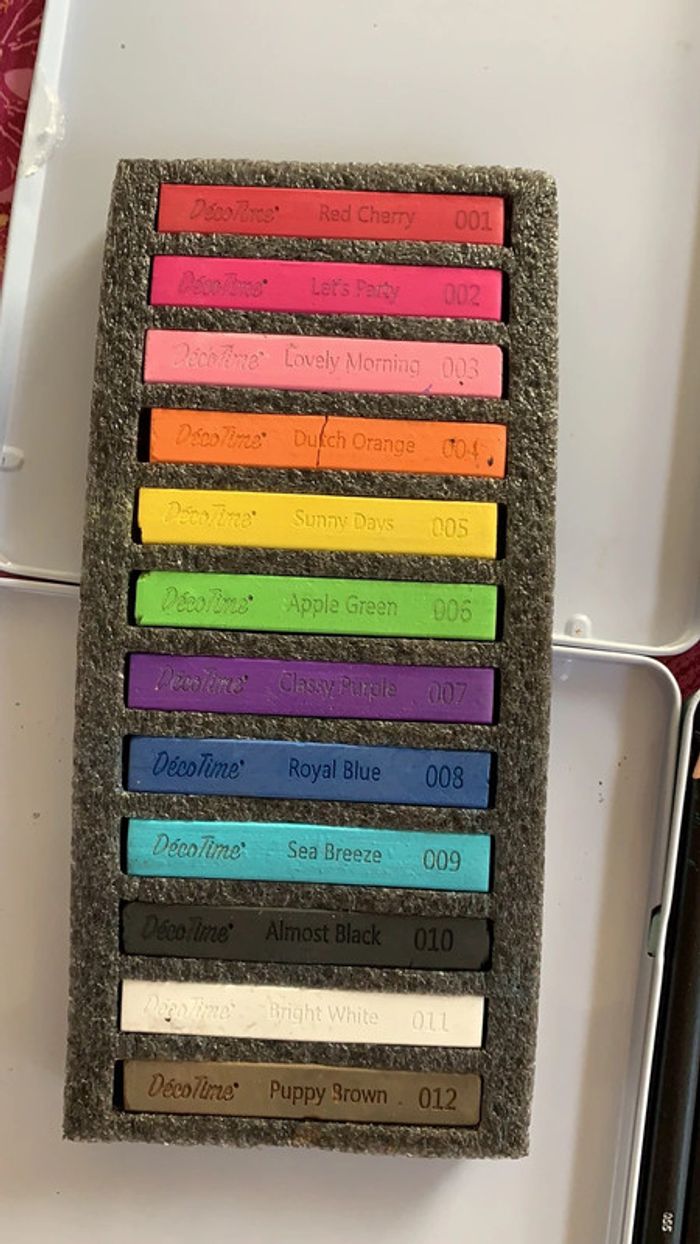 DécoTime Red Cherry 001
DécoTime Let's Party 002
DécoTime Lovely Morning 003
DécoTime Dutch Orange 004
DécoTime Sunny Days 005
DécoTime Apple Green 006
DécoTime Classy Purple 007
DécoTime Royal Blue 008
DécoTime Sea Breeze 009
DécoTime Almost Black 010
DécoTime Bright White 011
DécoTime Puppy Brown 012